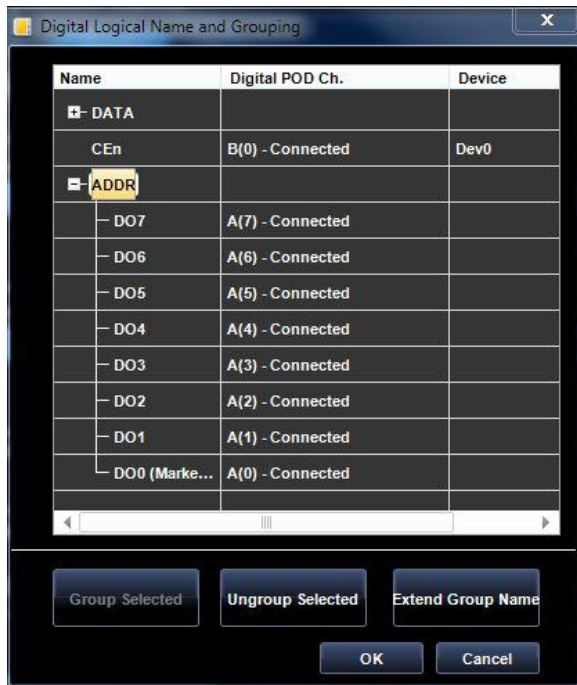 Digital Logical Name and Grouping
x
Name Digital POD Ch. Device
DATA
CEn B(0) - Connected Dev0
ADDR
DO7 A(7) - Connected
DO6 A(6) - Connected
DO5 A(5) - Connected
DO4 A(4) - Connected
DO3 A(3) - Connected
DO2 A(2) - Connected
DO1 A(1) - Connected
DO0 (Marke... A(0) - Connected
Group Selected Ungroup Selected Extend Group Name
OK Cancel